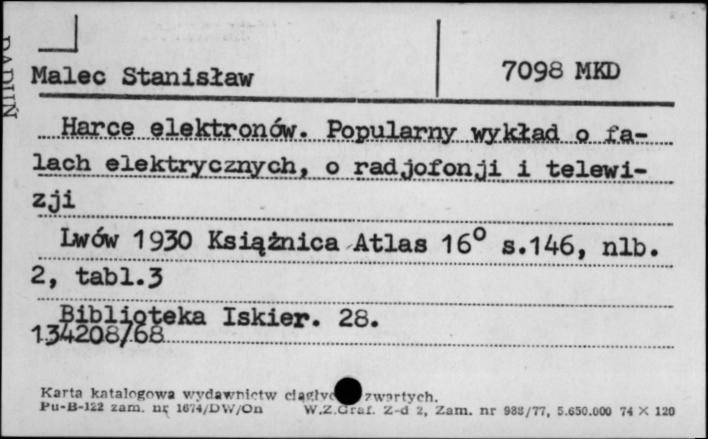 Malec Stanisław 7098 MKD
Harce elektronów. Popularny wykład o fa-
lach elektrycznych, o radjofonji i telewi-
zji
Lwów 1930 Książnica-Atlas 16° s.146, nlb.
2, tabl.3
Biblioteka Iskier. 28.
134208/68
Karta katalogowa wydawnictw zwartych.
Pu-B-122 zam. nr 1674/DW/On W.Z.Graf. Z-d 2, Zam. nr 988/77, 5.650.000 74 X 120
RADUŃ